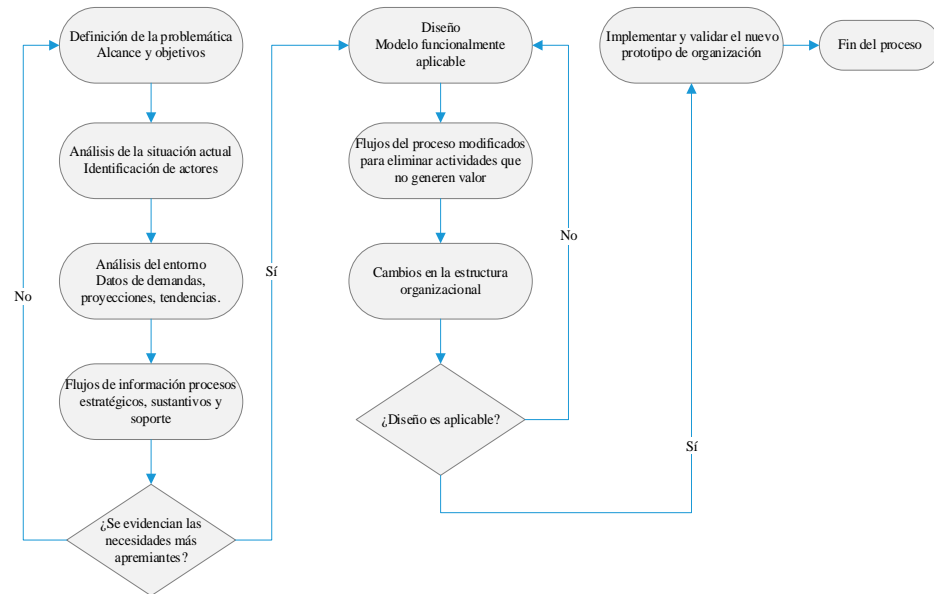 Definición de la problemática
Alcance y objetivos
Análisis de la situación actual
Identificación de actores
Análisis del entorno
Datos de demandas,
proyecciones, tendencias.
Flujos de información procesos
estratégicos, sustantivos y
soporte
¿Se evidencian las
necesidades más
apremiantes?
No
Sí
Diseño
Modelo funcionalmente
aplicable
Flujos del proceso modificados
para eliminar actividades que
no generen valor
Cambios en la estructura
organizacional
¿Diseño es aplicable?
No
Sí
Implementar y validar el nuevo
prototipo de organización
Fin del proceso